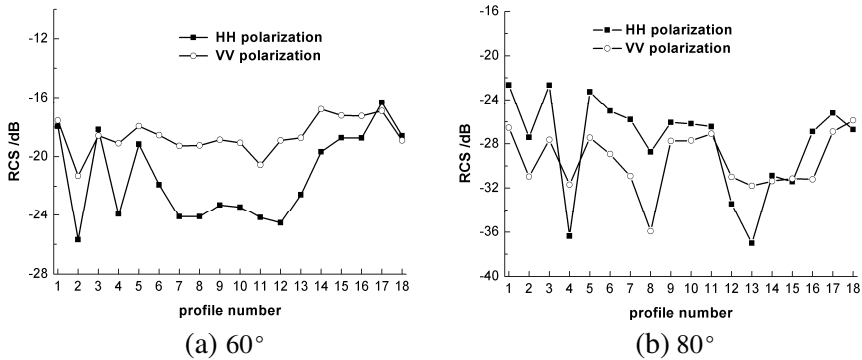 -10
HH polarization
VV polarization
-16
RCS /dB
-20
-24
-28
1 2 3 4 5 6 7 8 9 10 11 12 13 14 15 16 17 18
profile number
(a) 60°
-16
HH polarization
VV polarization
-20
-24
RCS /dB
-28
-32
-36
-40
1 2 3 4 5 6 7 8 9 10 11 12 13 14 15 16 17 18
profile number
(b) 80°